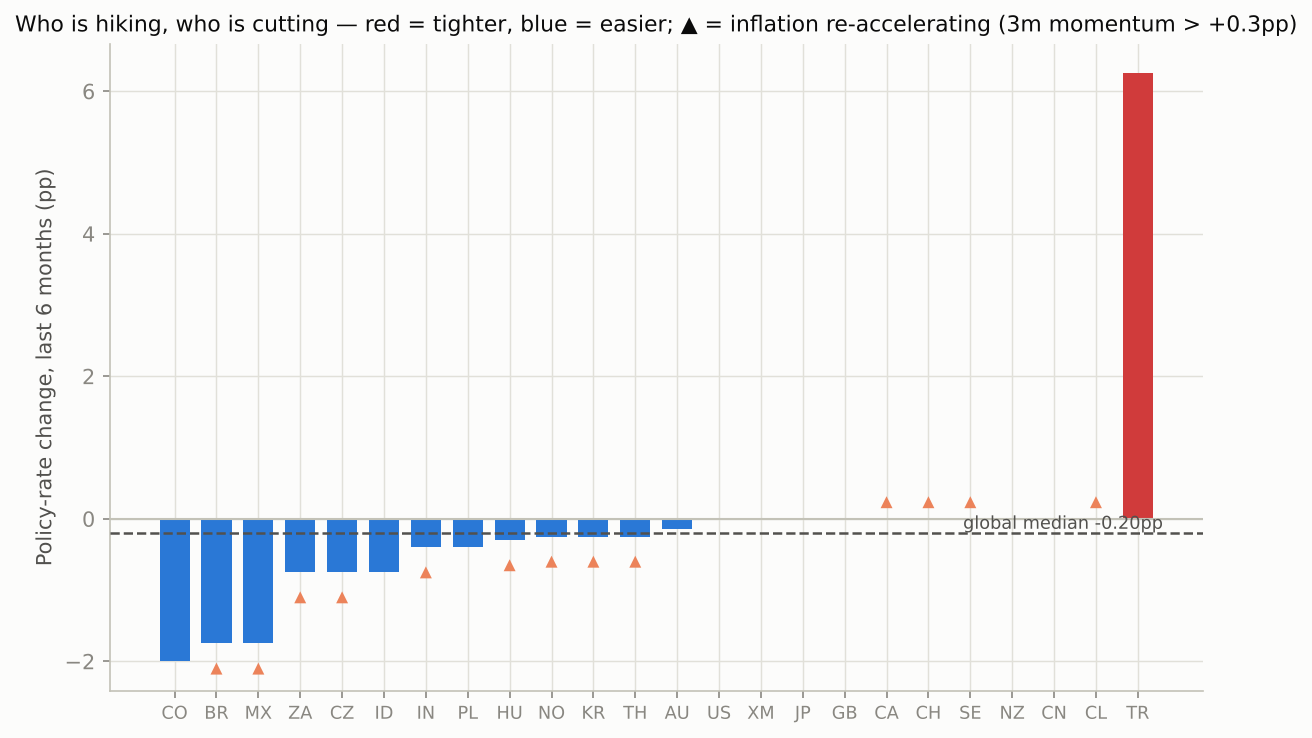 Who is hiking, who is cutting — red = tighter, blue = easier; ▲ = inflation re-accelerating (3m momentum > +0.3pp)
Policy-rate change, last 6 months (pp)
6
4
2
0
−2
global median -0.20pp
CO BR MX ZA CZ ID IN PL HU NO KR TH AU US XM JP GB CA CH SE NZ CN CL TR